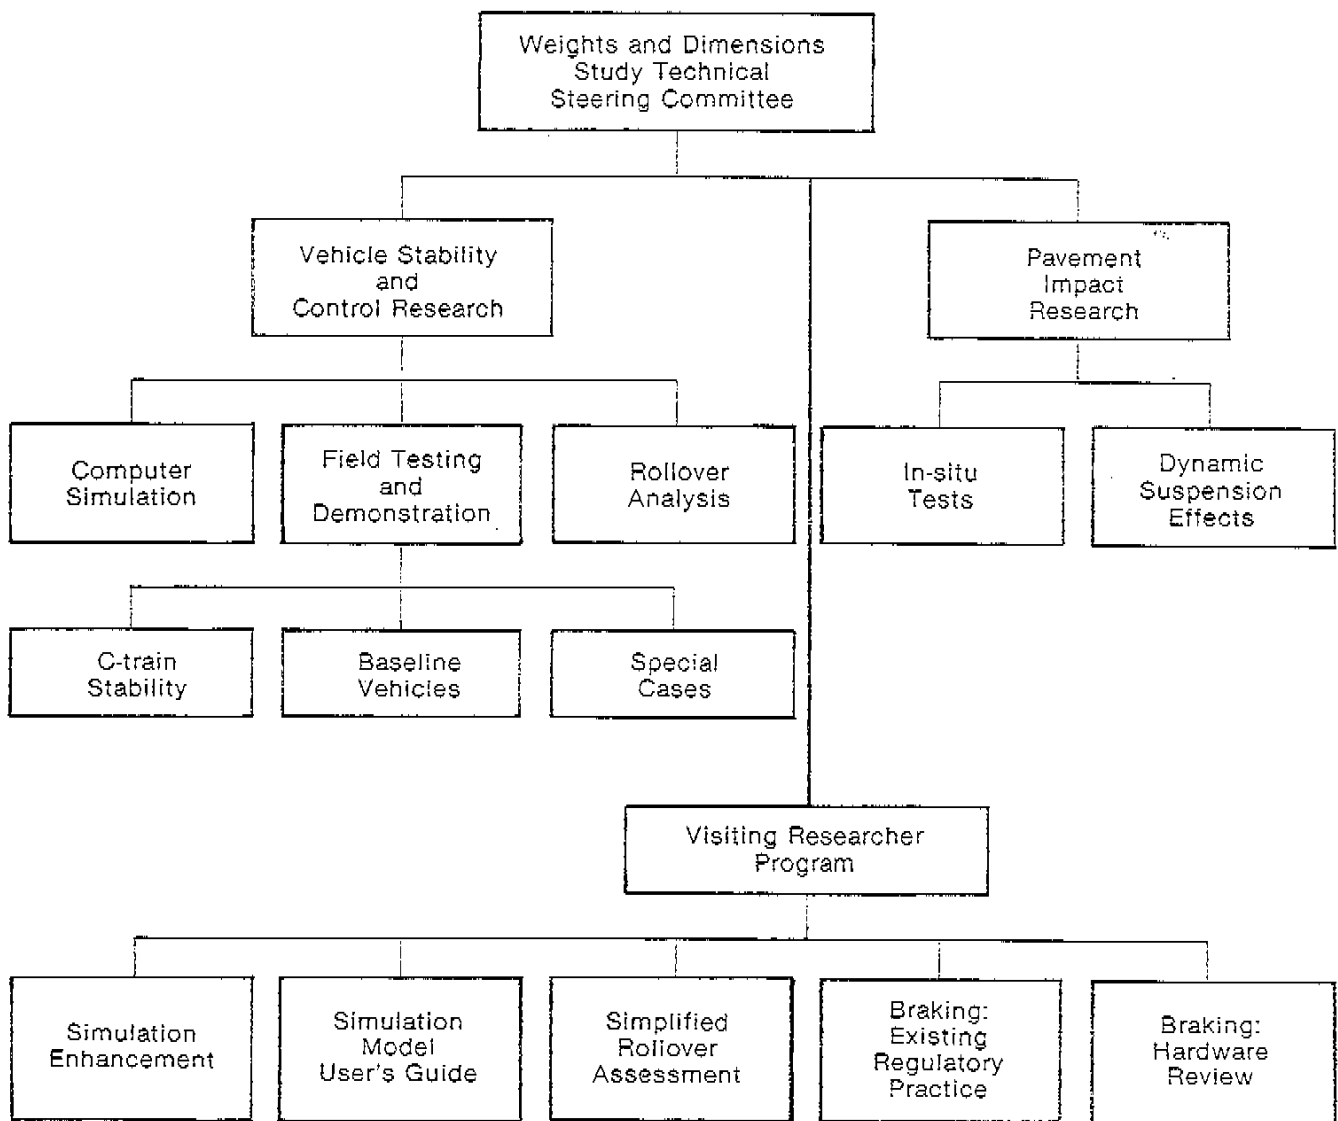 Weights and Dimensions
Study Technical
Steering Committee
Vehicle Stability
and
Control Research
Pavement
Impact
Research
Computer
Simulation
Field Testing
and
Demonstration
Rollover
Analysis
In-situ
Tests
Dynamic
Suspension
Effects
C-train
Stability
Baseline
Vehicles
Special
Cases
Visiting Researcher
Program
Simulation
Enhancement
Simulation
Model
User's Guide
Simplified
Rollover
Assessment
Braking:
Existing
Regulatory
Practice
Braking:
Hardware
Review